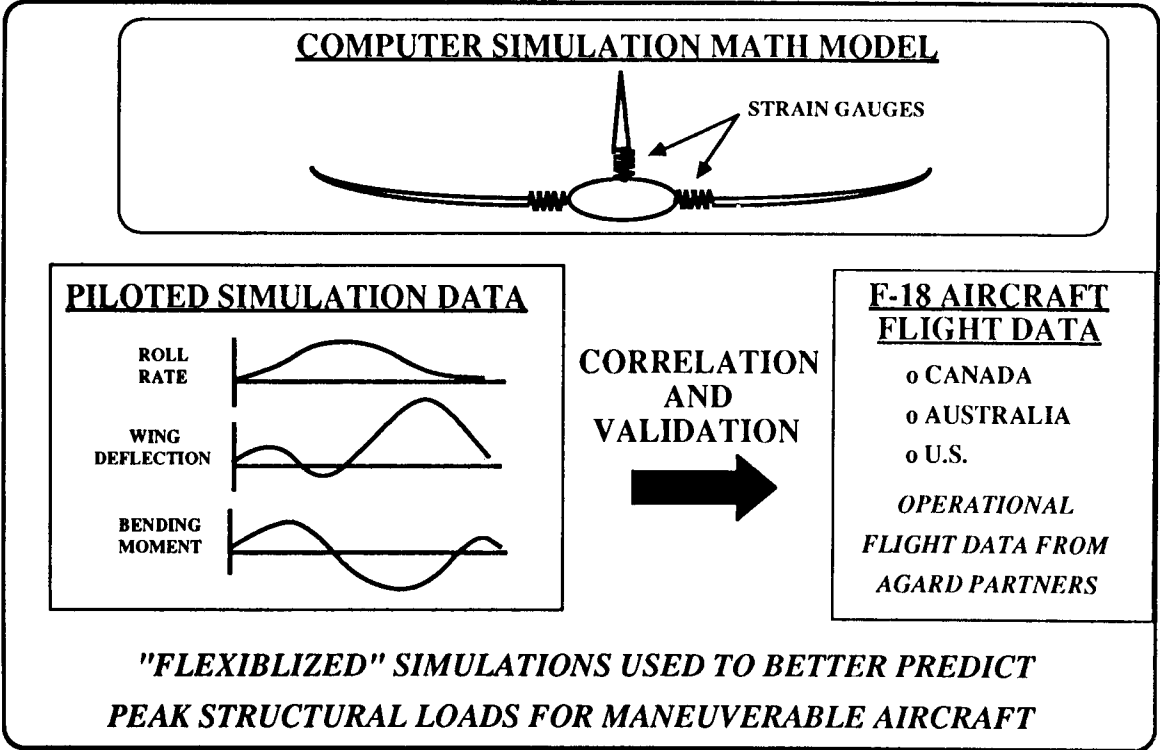 COMPUTER SIMULATION MATH MODEL
STRAIN GAUGES
PILOTED SIMULATION DATA
ROLL
RATE
WING
DEFLECTION
BENDING
MOMENT
CORRELATION
AND
VALIDATION
F-18 AIRCRAFT
FLIGHT DATA
o CANADA
o AUSTRALIA
o U.S.
OPERATIONAL
FLIGHT DATA FROM
AGARD PARTNERS
"FLEXIBLIZED" SIMULATIONS USED TO BETTER PREDICT
PEAK STRUCTURAL LOADS FOR MANEUVERABLE AIRCRAFT